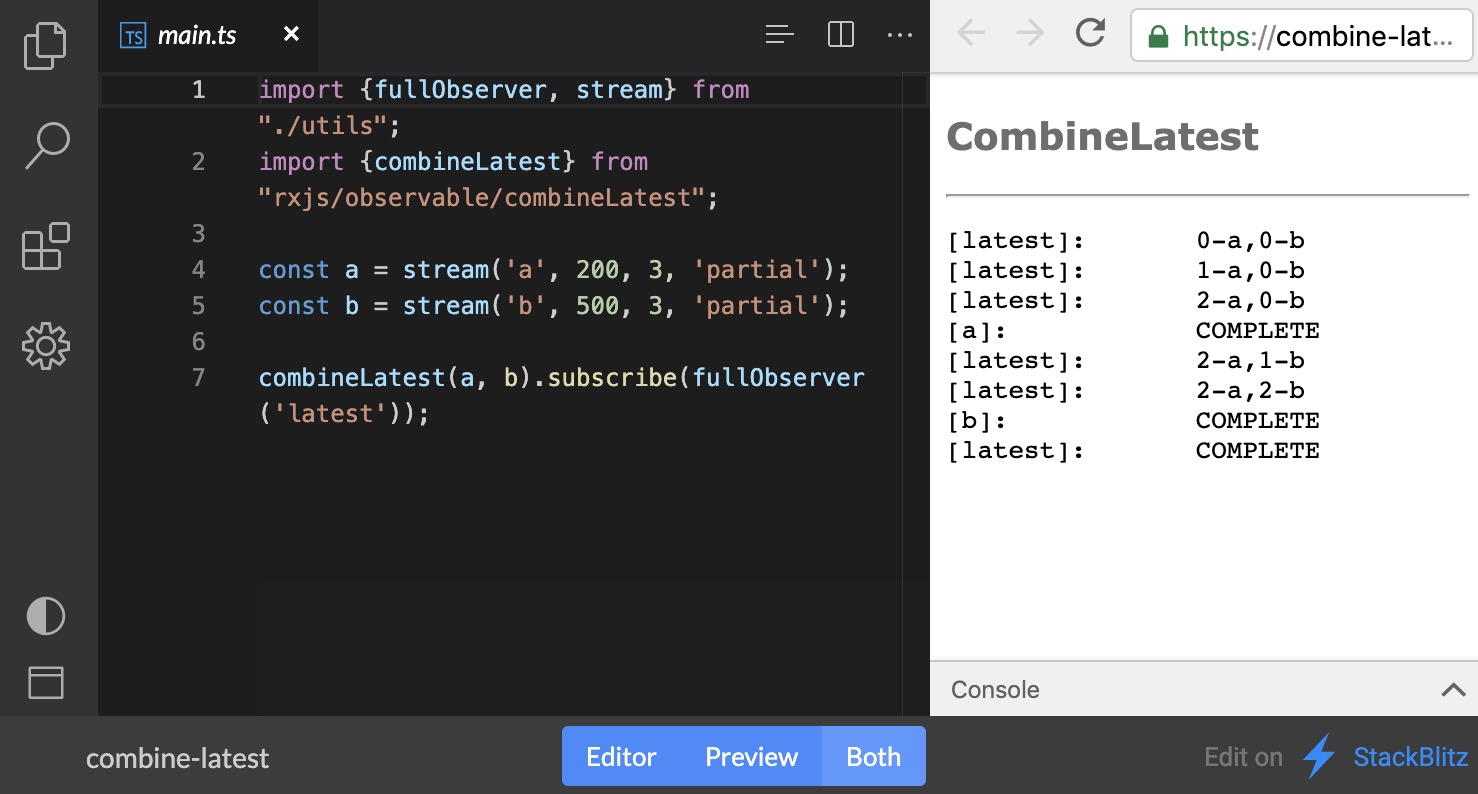 TS main.ts ×
https://combine-lat...
1 import {fullObserver, stream} from
"./utils";
2 import {combineLatest} from
"rxjs/observable/combineLatest";
3
4 const a = stream('a', 200, 3, 'partial');
5 const b = stream('b', 500, 3, 'partial');
6
7 combineLatest(a, b).subscribe(fullObserver
('latest'));
CombineLatest
[latest]: 0-a,0-b
[latest]: 1-a,0-b
[latest]: 2-a,0-b
[a]: COMPLETE
[latest]: 2-a,1-b
[latest]: 2-a,2-b
[b]: COMPLETE
[latest]: COMPLETE
Console
combine-latest
Editor Preview Both
Edit on StackBlitz